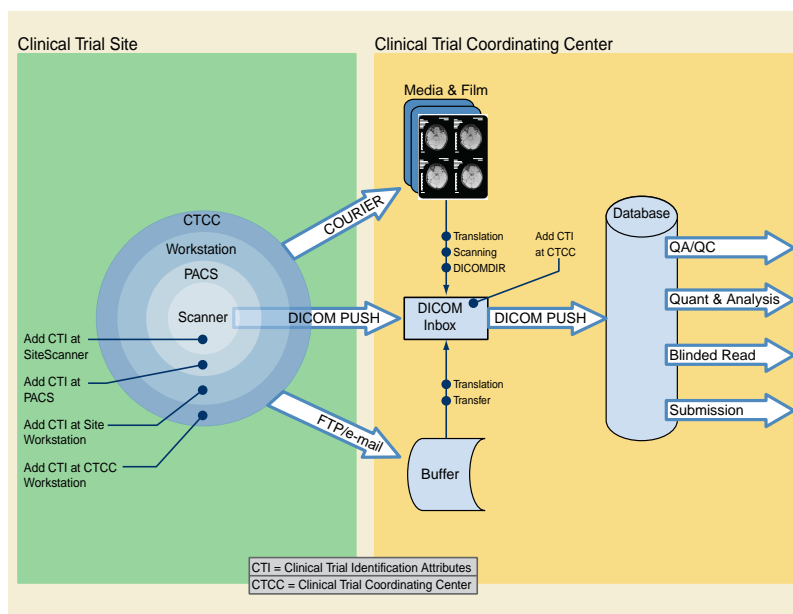 Clinical Trial Site
Clinical Trial Coordinating Center
Media & Film
CTCC
Workstation
PACS
Scanner
Add CTI at
SiteScanner
Add CTI at
PACS
Add CTI at Site
Workstation
Add CTI at CTCC
Workstation
COURIER
DICOM PUSH
FTP/e-mail
Translation
Scanning
DICOMDIR
Add CTI
at CTCC
DICOM
Inbox
DICOM PUSH
Translation
Transfer
Buffer
Database
QA/QC
Quant & Analysis
Blinded Read
Submission
CTI = Clinical Trial Identification Attributes
CTCC = Clinical Trial Coordinating Center